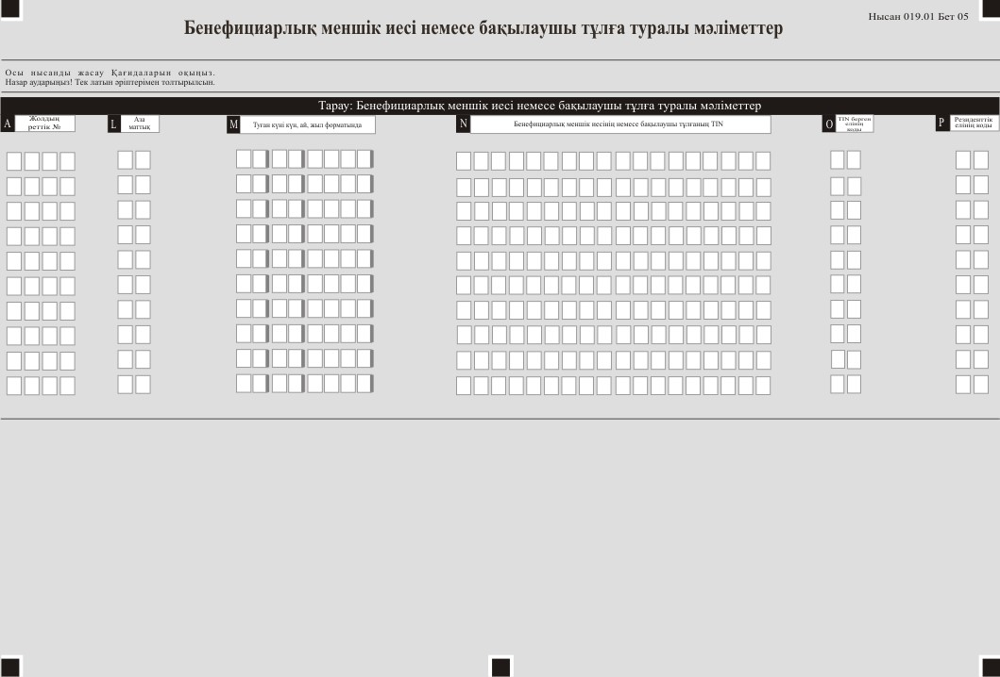 Нысан 019.01 Бет 05
Бенефициарлық меншік иесі немесе бақылаушы тұлға туралы мәліметтер
Осы нысанды жасау Қағидаларын оқыңыз.
Назар аударыңыз! Тек латын әріптерімен толтырылсын.
Тарау: Бенефициарлық меншік иесі немесе бақылаушы тұлға туралы мәліметтер
A
Жолдың
реттік №
L
Аза
маттық
M
Туған күні күн, ай, жыл форматында
N
Бенефициарлық меншік иесінің немесе бақылаушы тұлғаның TIN
O
TIN берген
елінің
коды
P
Резиденттік
елінің коды